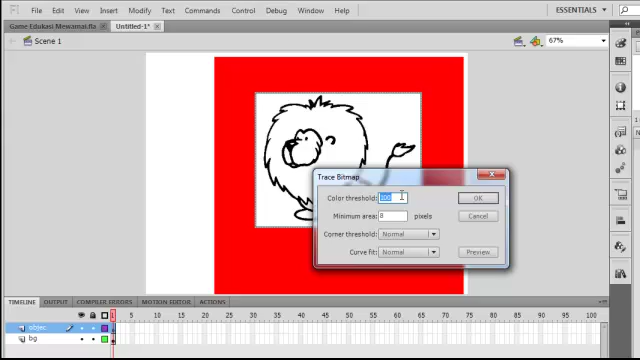 File Edit View Insert Modify Text Commands Control Debug Window Help ESSENTIALS
Game Edukasi Mewarnai.fla Untitled-1*
Scene 1 67%
Trace Bitmap
Color threshold: 200 OK
Minimum area: 8 pixels Cancel
Corner threshold: Normal
Curve fit: Normal Preview
TIMELINE OUTPUT COMPILER ERRORS MOTION EDITOR ACTIONS
1 5 10 15 20 25 30 35 40 45 50 55 60 65 70 75 80 85 90 95 100
objec
bg